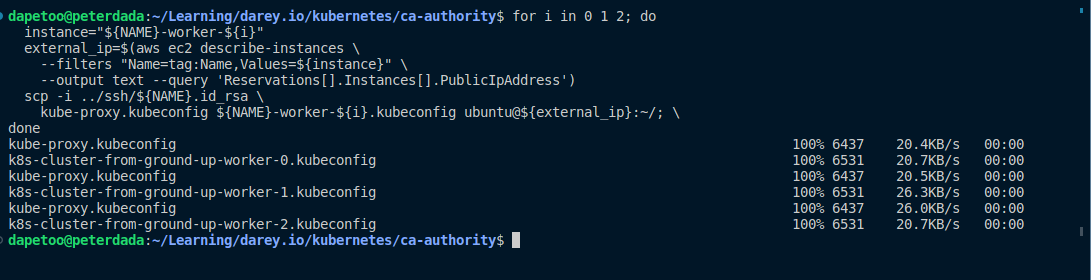 dapetoo@peterdada:~/Learning/darey.io/kubernetes/ca-authority$ for i in 0 1 2; do
  instance="${NAME}-worker-${i}"
  external_ip=$(aws ec2 describe-instances \
    --filters "Name=tag:Name,Values=${instance}" \
    --output text --query 'Reservations[].Instances[].PublicIpAddress')
  scp -i ../ssh/${NAME}.id_rsa \
    kube-proxy.kubeconfig ${NAME}-worker-${i}.kubeconfig ubuntu@${external_ip}:~/; \
done
kube-proxy.kubeconfig 100% 6437 20.4KB/s 00:00
k8s-cluster-from-ground-up-worker-0.kubeconfig 100% 6531 20.7KB/s 00:00
kube-proxy.kubeconfig 100% 6437 20.5KB/s 00:00
k8s-cluster-from-ground-up-worker-1.kubeconfig 100% 6531 26.3KB/s 00:00
kube-proxy.kubeconfig 100% 6437 26.0KB/s 00:00
k8s-cluster-from-ground-up-worker-2.kubeconfig 100% 6531 20.7KB/s 00:00
dapetoo@peterdada:~/Learning/darey.io/kubernetes/ca-authority$